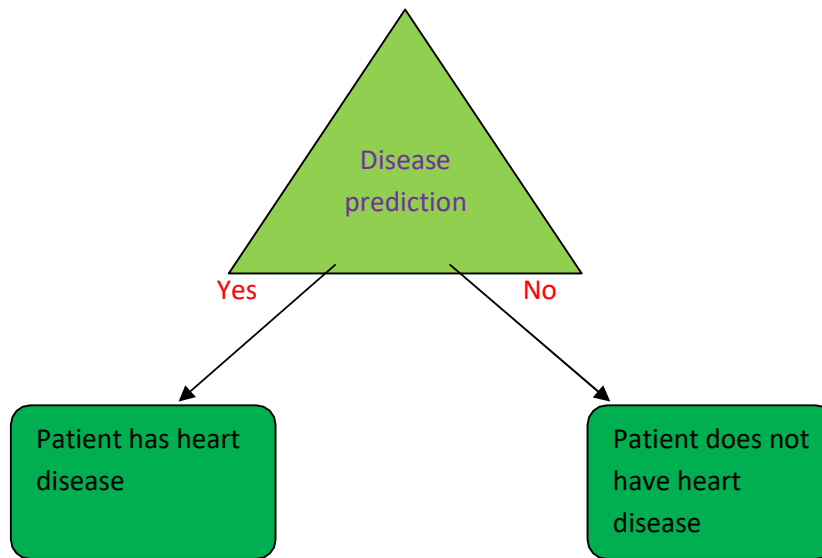 Disease
prediction
Yes
No
Patient has heart
disease
Patient does not
have heart
disease